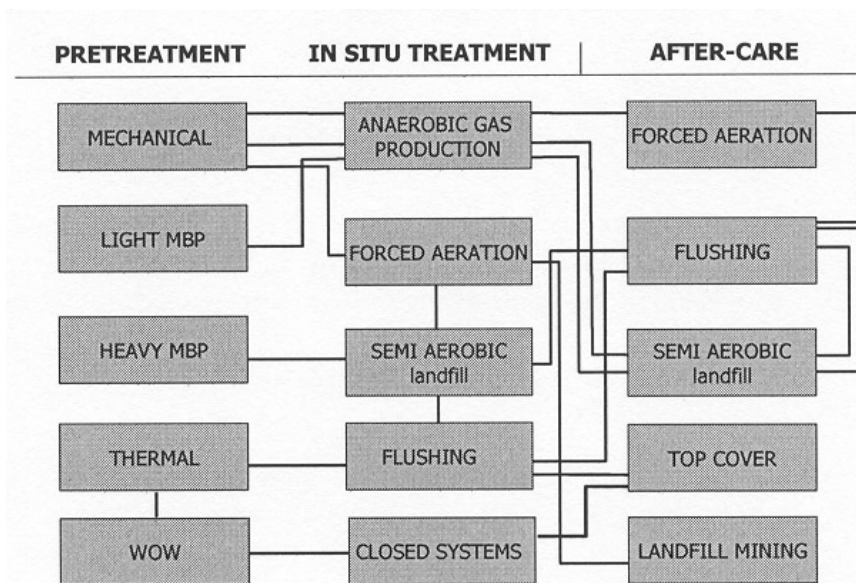 PRETREATMENT IN SITU TREATMENT AFTER-CARE
MECHANICAL
ANAEROBIC GAS
PRODUCTION
FORCED AERATION
LIGHT MBP
FORCED AERATION
FLUSHING
HEAVY MBP
SEMI AEROBIC
landfill
SEMI AEROBIC
landfill
THERMAL
FLUSHING
TOP COVER
WOW
CLOSED SYSTEMS
LANDFILL MINING